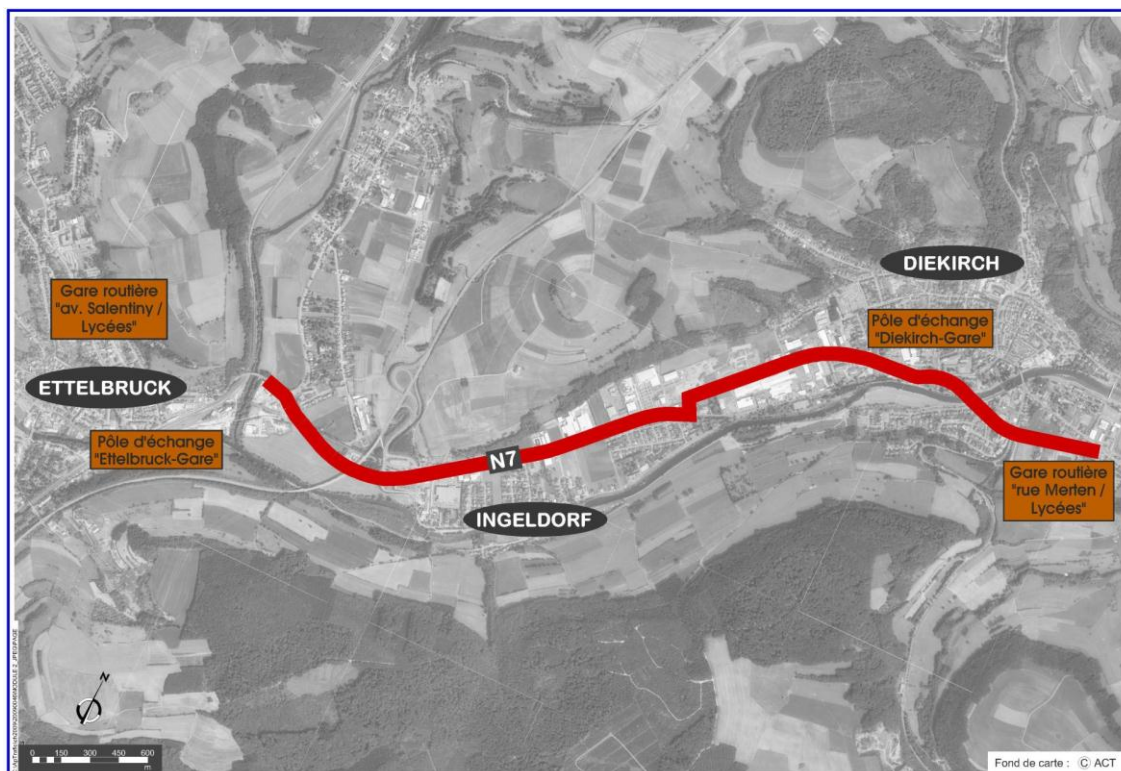 DIEKIRCH
Gare routière
"av. Salentiny /
Lycées"
Pôle d'échange
"Diekirch-Gare"
ETTELBRUCK
Pôle d'échange
"Ettelbruck-Gare"
N7
Gare routière
"rue Merten /
Lycées"
INGELDORF
N
0 150 300 450 600
m
Fond de carte : © ACT